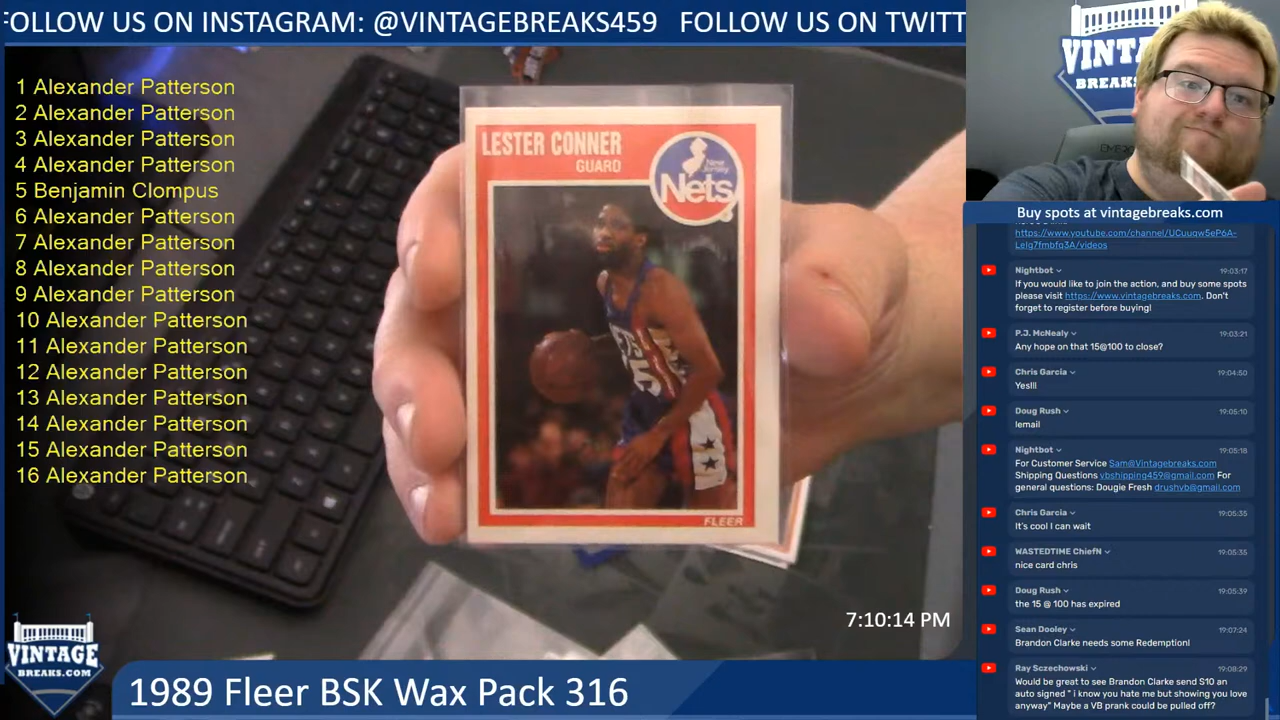 FOLLOW US ON INSTAGRAM: @VINTAGEBREAKS459 FOLLOW US ON TWITT
1 Alexander Patterson
2 Alexander Patterson
3 Alexander Patterson
4 Alexander Patterson
5 Benjamin Clompus
6 Alexander Patterson
7 Alexander Patterson
8 Alexander Patterson
9 Alexander Patterson
10 Alexander Patterson
11 Alexander Patterson
12 Alexander Patterson
13 Alexander Patterson
14 Alexander Patterson
15 Alexander Patterson
16 Alexander Patterson
LESTER CONNER
GUARD
New
Jersey
Nets
FLEER
7:10:14 PM
VINTAGE
BREAKS.COM
1989 Fleer BSK Wax Pack 316
VINTA
BREAKS
Buy spots at vintagebreaks.com
https://www.youtube.com/channel/UCuuqw5eP6A-
LeIg7fmbfq3A/videos
Nightbot 19:03:17
If you would like to join the action, and buy some spots
please visit https://www.vintagebreaks.com. Don't
forget to register before buying!
P.J. McNealy 19:03:21
Any hope on that 15@100 to close?
Chris Garcia 19:04:50
Yeslll
Doug Rush 19:05:10
lemail
Nightbot 19:05:18
For Customer Service Sam@Vintagebreaks.com
Shipping Questions vbshipping459@gmail.com For
general questions: Dougie Fresh drushvb@gmail.com
Chris Garcia 19:05:35
It's cool I can wait
WASTEDTIME ChiefN 19:05:35
nice card chris
Doug Rush 19:05:39
the 15 @ 100 has expired
Sean Dooley 19:07:24
Brandon Clarke needs some Redemption!
Ray Sczechowski 19:08:29
Would be great to see Brandon Clarke send S10 an
auto signed " i know you hate me but showing you love
anyway" Maybe a VB prank could be pulled off?